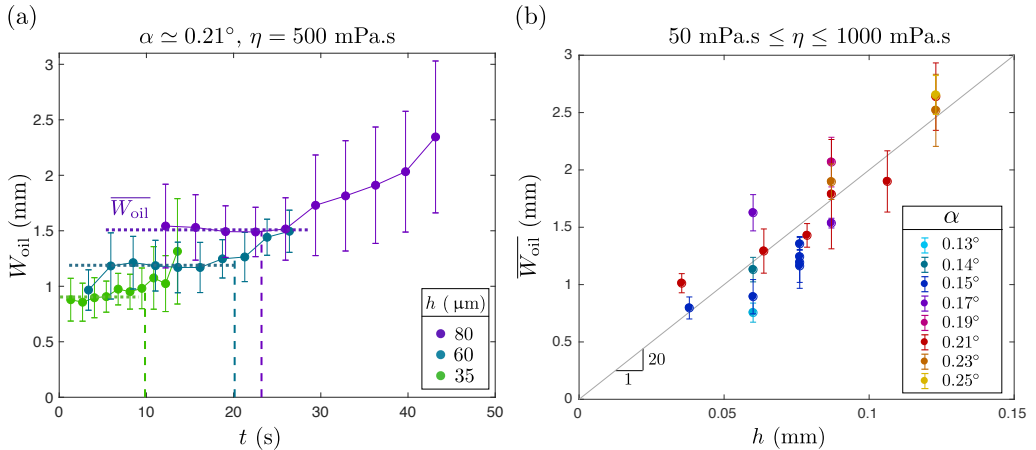 (a)
α ≃ 0.21°, η = 500 mPa.s
W_oil (mm)
3
2.5
2
1.5
1
0.5
0
W_oil
h (μm)
80
60
35
0 10 20 30 40 50
t (s)
(b)
50 mPa.s ≤ η ≤ 1000 mPa.s
W_oil (mm)
3
2.5
2
1.5
1
0.5
0
20
1
α
0.13°
0.14°
0.15°
0.17°
0.19°
0.21°
0.23°
0.25°
0 0.05 0.1 0.15
h (mm)